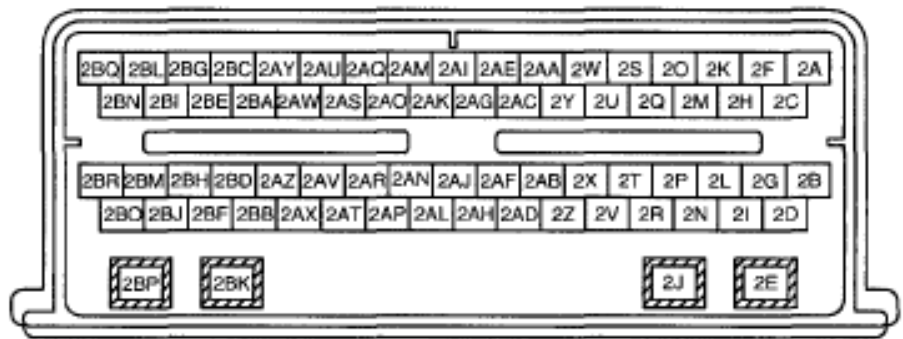 2BQ 2BL 2BG 2BC 2AY 2AU 2AQ 2AM 2AI 2AE 2AA 2W 2S 2O 2K 2F 2A
2BN 2BI 2BE 2BA 2AW 2AS 2AO 2AK 2AG 2AC 2Y 2U 2Q 2M 2H 2C
2BR 2BM 2BH 2BD 2AZ 2AV 2AR 2AN 2AJ 2AF 2AB 2X 2T 2P 2L 2G 2B
2BO 2BJ 2BF 2BB 2AX 2AT 2AP 2AL 2AH 2AD 2Z 2V 2R 2N 2I 2D
2BP 2BK 2J 2E